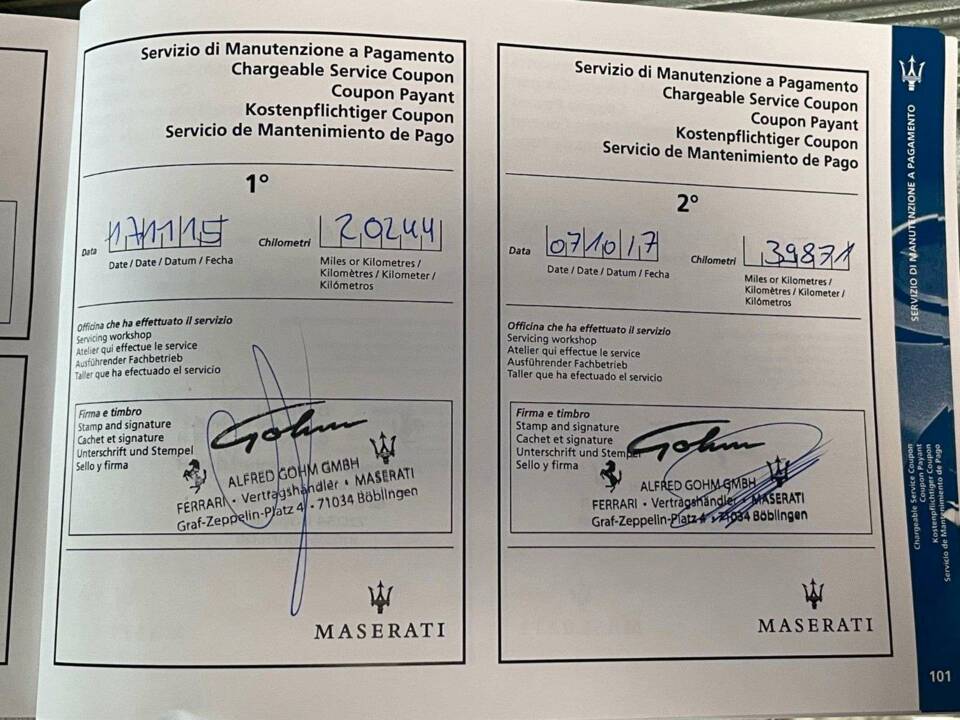 Servizio di Manutenzione a Pagamento
Chargeable Service Coupon
Coupon Payant
Kostenpflichtiger Coupon
Servicio de Mantenimiento de Pago
1°
Data 171115 Chilometri 20244
Date / Date / Datum / Fecha
Miles or Kilometres /
Kilomètres / Kilometer /
Kilómetros
Officina che ha effettuato il servizio
Servicing workshop
Atelier qui effectue le service
Ausführender Fachbetrieb
Taller que ha efectuado el servicio
Firma e timbro
Stamp and signature
Cachet et signature
Unterschrift und Stempel
Sello y firma
Gohm
ALFRED GOHM GMBH
FERRARI • Vertragshändler • MASERATI
Graf-Zeppelin-Platz 4 • 71034 Böblingen
MASERATI
Servizio di Manutenzione a Pagamento
Chargeable Service Coupon
Coupon Payant
Kostenpflichtiger Coupon
Servicio de Mantenimiento de Pago
2°
Data 071017 Chilometri 39871
Date / Date / Datum / Fecha
Miles or Kilometres /
Kilomètres / Kilometer /
Kilómetros
Officina che ha effettuato il servizio
Servicing workshop
Atelier qui effectue le service
Ausführender Fachbetrieb
Taller que ha efectuado el servicio
Firma e timbro
Stamp and signature
Cachet et signature
Unterschrift und Stempel
Sello y firma
Gohm
ALFRED GOHM GMBH
FERRARI • Vertragshändler • MASERATI
Graf-Zeppelin-Platz 4 • 71034 Böblingen
MASERATI
SERVIZIO DI MANUTENZIONE A PAGAMENTO
Chargeable Service Coupon
Coupon Payant
Kostenpflichtiger Coupon
Servicio de Mantenimiento de Pago
101